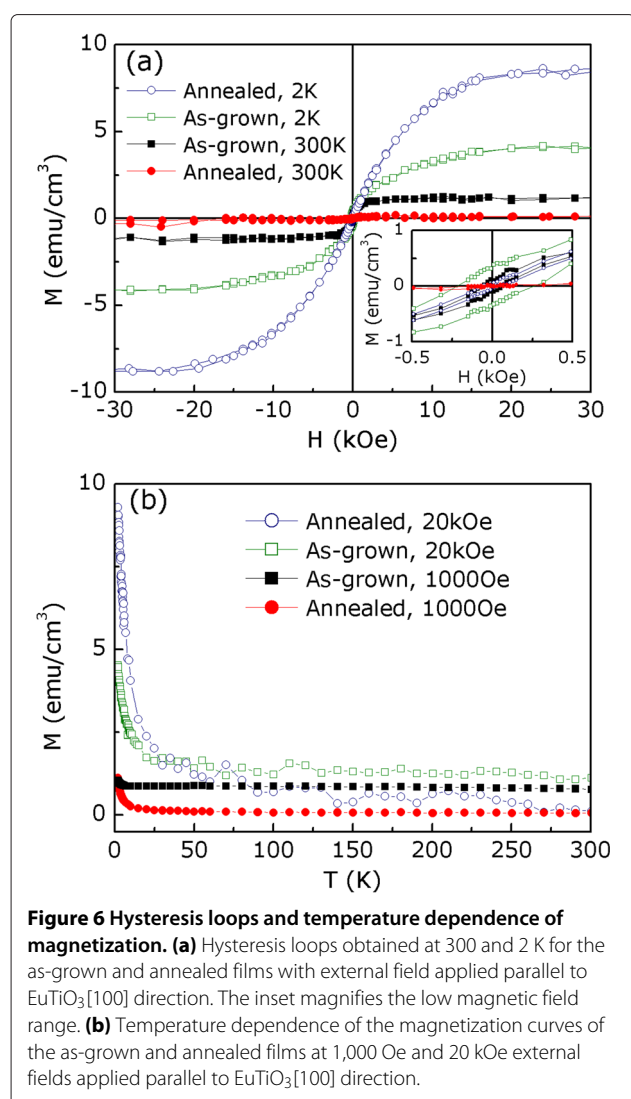 (a)
Annealed, 2K
As-grown, 2K
As-grown, 300K
Annealed, 300K
10
5
0
-5
-10
M (emu/cm³)
-30 -20 -10 0 10 20 30
H (kOe)
1
0
-1
M (emu/cm³)
-0.5 0.0 0.5
H (kOe)
(b)
Annealed, 20kOe
As-grown, 20kOe
As-grown, 1000Oe
Annealed, 1000Oe
10
5
0
M (emu/cm³)
0 50 100 150 200 250 300
T (K)
Figure 6 Hysteresis loops and temperature dependence of
magnetization. (a) Hysteresis loops obtained at 300 and 2 K for the
as-grown and annealed films with external field applied parallel to
EuTiO₃[100] direction. The inset magnifies the low magnetic field
range. (b) Temperature dependence of the magnetization curves of
the as-grown and annealed films at 1,000 Oe and 20 kOe external
fields applied parallel to EuTiO₃[100] direction.